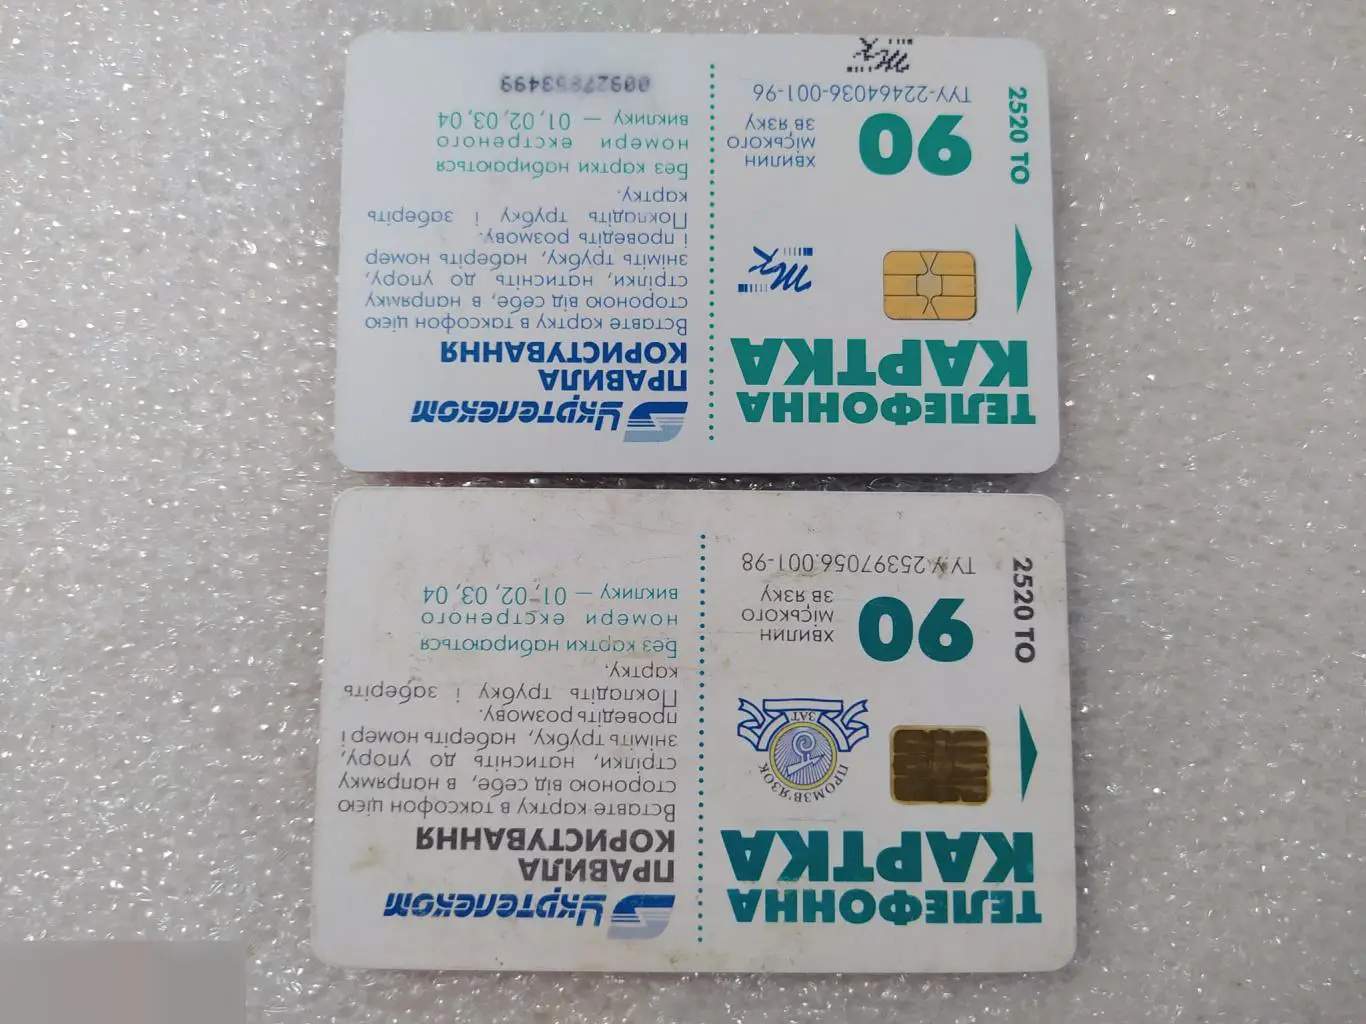 Укртелеком
ТЕЛЕФОННА
КАРТКА
2520 ТО
90
ХВИЛИН
МІСЬКОГО
ЗВ'ЯЗКУ
ТУУ-22464036-001-96
ПРАВИЛА
КОРИСТУВАННЯ
Вставте картку в таксофон цією
стороною від себе, в напрямку
стрілки, натисніть до упору,
зніміть трубку, наберіть номер
і проведіть розмову.
Покладіть трубку і заберіть
картку.
Без картки набираються
номери екстреного
виклику — 01, 02, 03, 04
Укртелеком
ТЕЛЕФОННА
КАРТКА
2520 ТО
ПРОМЗВ'ЯЗОК
ЗАТ
90
ХВИЛИН
МІСЬКОГО
ЗВ'ЯЗКУ
ТУ У 25397056.001-98
ПРАВИЛА
КОРИСТУВАННЯ
Вставте картку в таксофон цією
стороною від себе, в напрямку
стрілки, натисніть до упору,
зніміть трубку, наберіть номер і
проведіть розмову.
Покладіть трубку і заберіть
картку.
Без картки набираються
номери екстреного
виклику — 01, 02, 03, 04